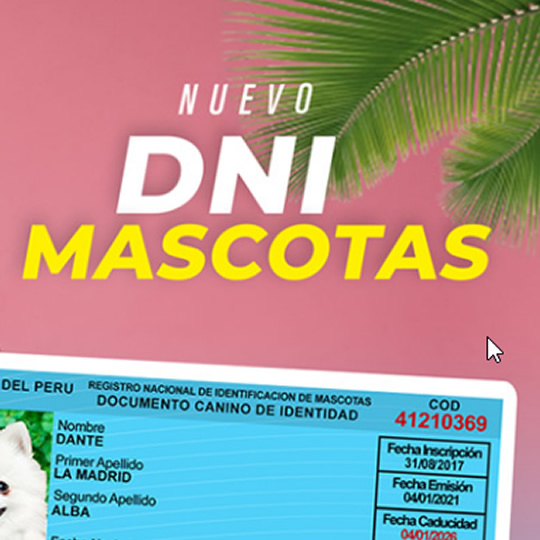 NUEVO
DNI
MASCOTAS
DEL PERU
REGISTRO NACIONAL DE IDENTIFICACION DE MASCOTAS
DOCUMENTO CANINO DE IDENTIDAD
COD
41210369
Nombre
DANTE
Primer Apellido
LA MADRID
Segundo Apellido
ALBA
Fecha Inscripción
31/08/2017
Fecha Emisión
04/01/2021
Fecha Caducidad
04/01/2026